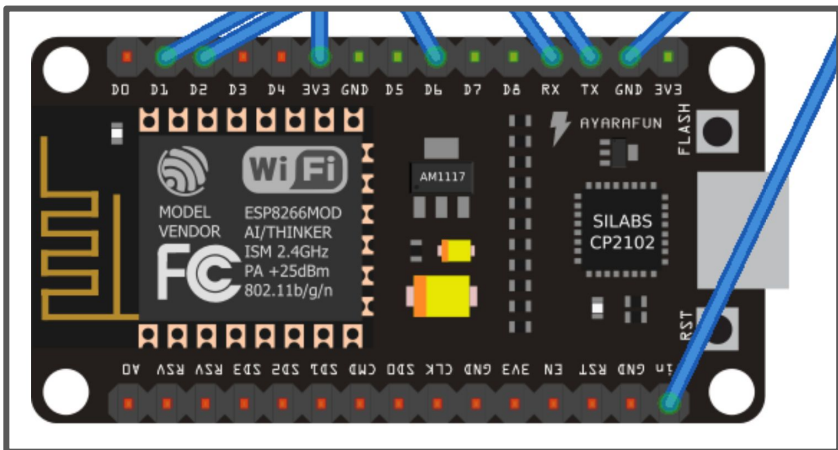 D0 D1 D2 D3 D4 3V3 GND D5 D6 D7 D8 RX TX GND 3V3
AYARAFUN
FLASH
Wi Fi
MODEL
VENDOR
FC
ESP8266MOD
AI/THINKER
ISM 2.4GHz
PA +25dBm
802.11b/g/n
AM1117
SILABS
CP2102
RST
A0 RSV RSV SD3 SD2 SD1 CMD SD0 CLK GND 3V3 EN RST GND in